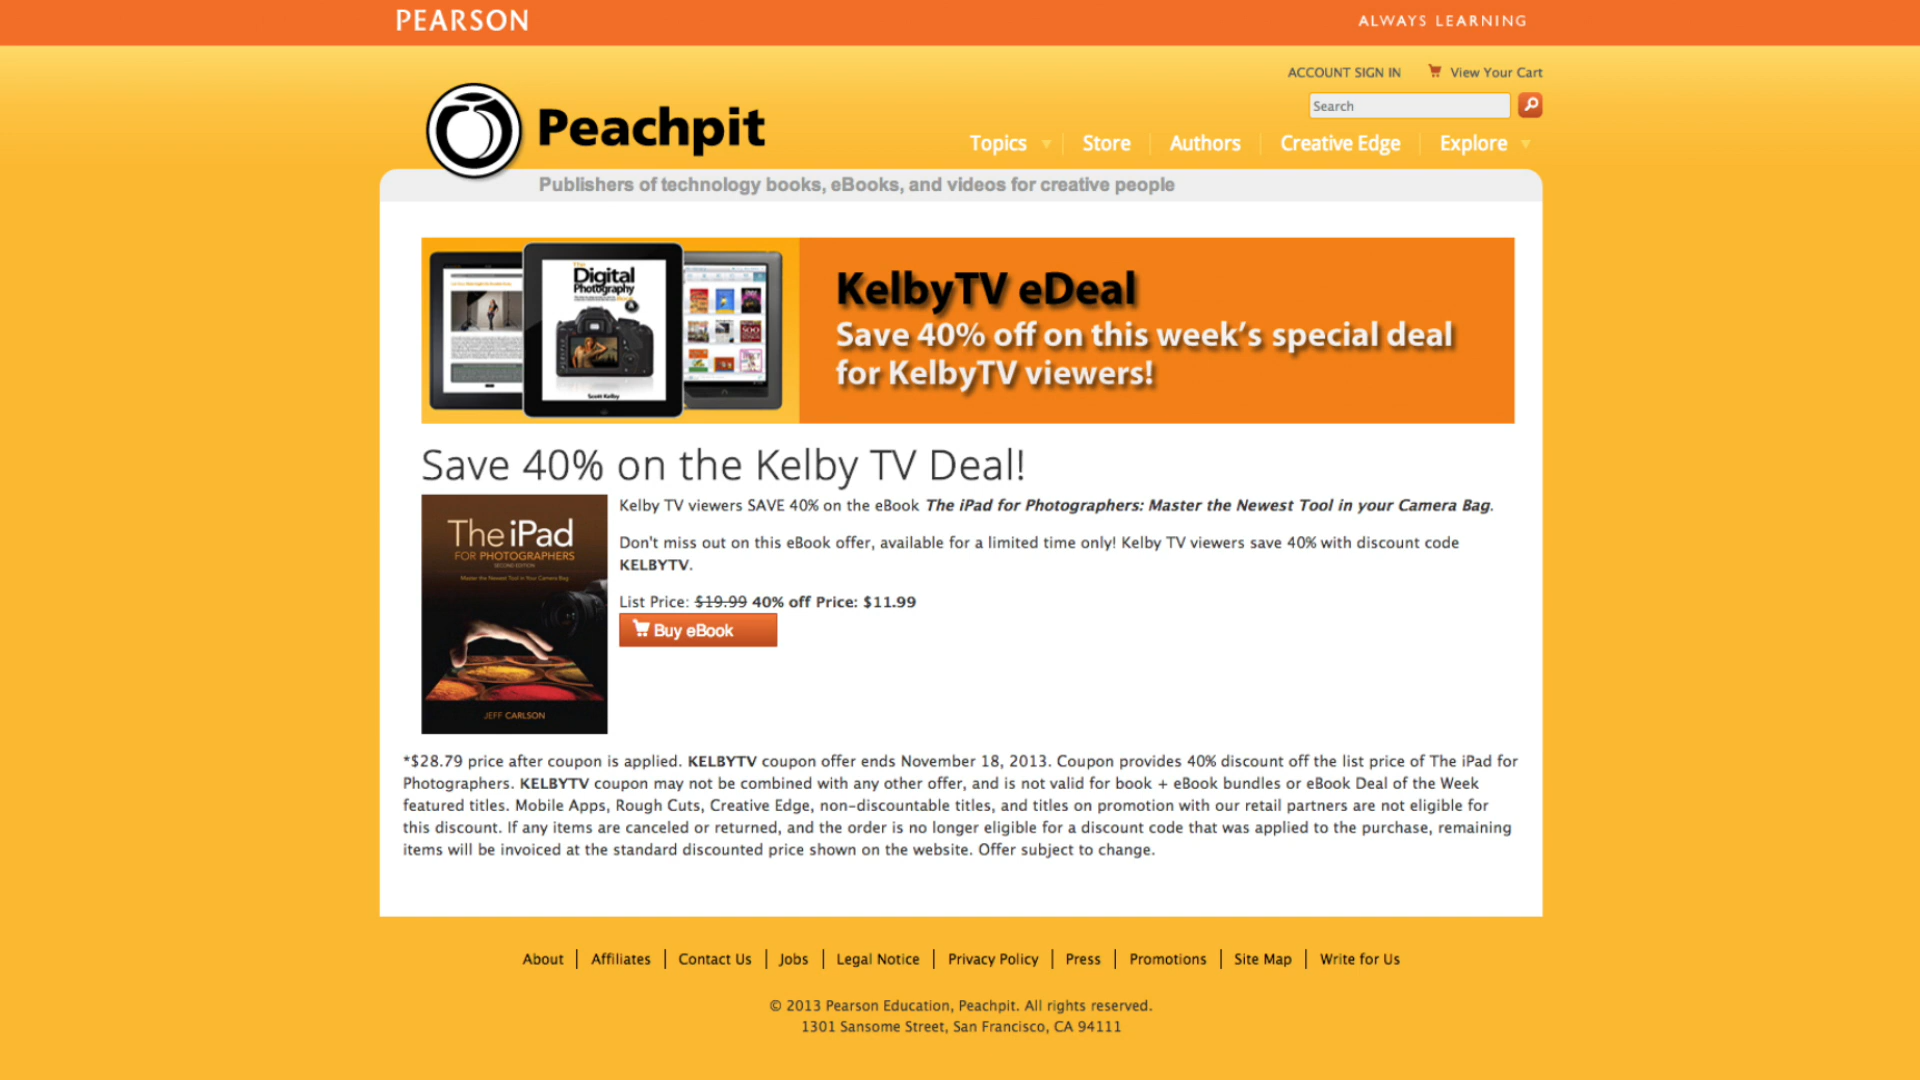 PEARSON
ALWAYS LEARNING
ACCOUNT SIGN IN
View Your Cart
Search
Peachpit
Topics
Store
Authors
Creative Edge
Explore
Publishers of technology books, eBooks, and videos for creative people
The
Digital
Photography
Scott Kelby
KelbyTV eDeal
Save 40% off on this week's special deal
for KelbyTV viewers!
Save 40% on the Kelby TV Deal!
The iPad
FOR PHOTOGRAPHERS
SECOND EDITION
Master the Newest Tool in Your Camera Bag
JEFF CARLSON
Kelby TV viewers SAVE 40% on the eBook The iPad for Photographers: Master the Newest Tool in your Camera Bag.
Don't miss out on this eBook offer, available for a limited time only! Kelby TV viewers save 40% with discount code
KELBYTV.
List Price: $19.99 40% off Price: $11.99
Buy eBook
*$28.79 price after coupon is applied. KELBYTV coupon offer ends November 18, 2013. Coupon provides 40% discount off the list price of The iPad for
Photographers. KELBYTV coupon may not be combined with any other offer, and is not valid for book + eBook bundles or eBook Deal of the Week
featured titles. Mobile Apps, Rough Cuts, Creative Edge, non-discountable titles, and titles on promotion with our retail partners are not eligible for
this discount. If any items are canceled or returned, and the order is no longer eligible for a discount code that was applied to the purchase, remaining
items will be invoiced at the standard discounted price shown on the website. Offer subject to change.
About | Affiliates | Contact Us | Jobs | Legal Notice | Privacy Policy | Press | Promotions | Site Map | Write for Us
© 2013 Pearson Education, Peachpit. All rights reserved.
1301 Sansome Street, San Francisco, CA 94111